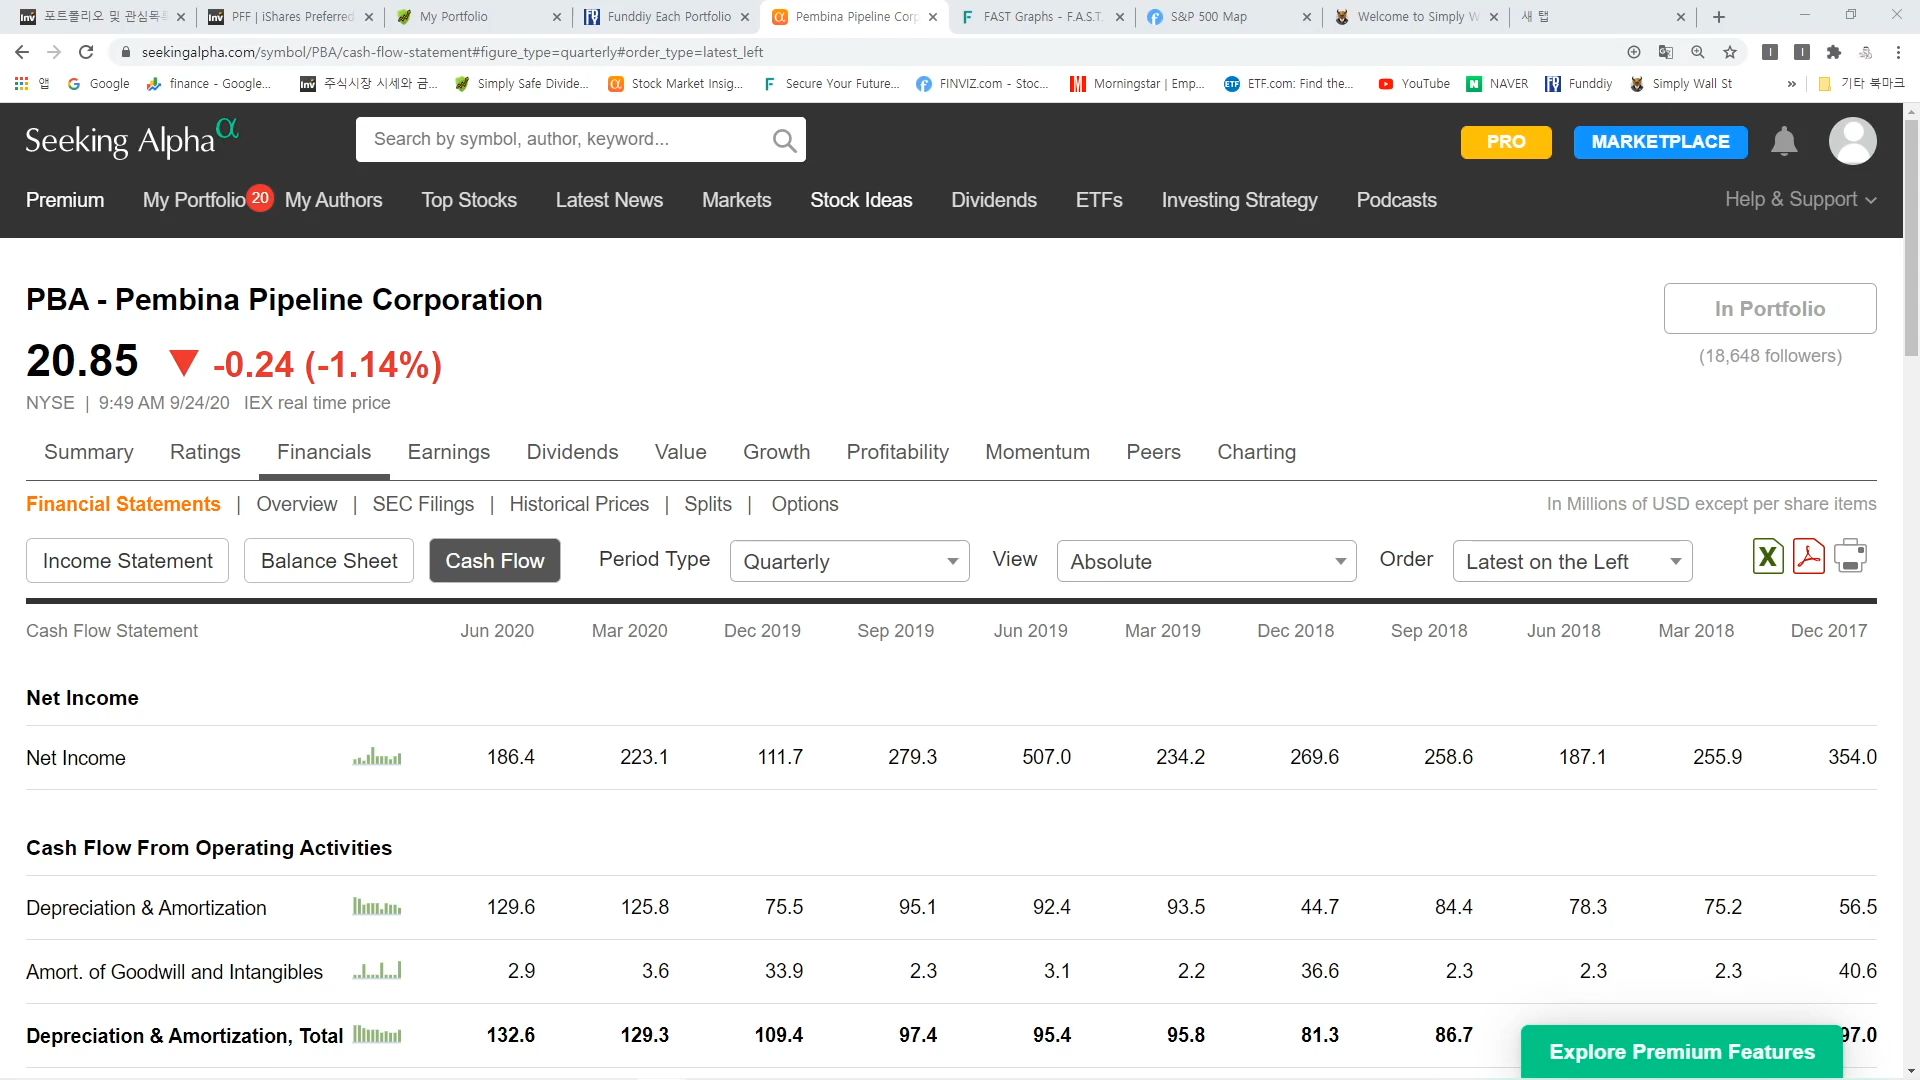 포트폴리오 및 관심목록
PFF | iShares Preferred
My Portfolio
Funddiy Each Portfolio
Pembina Pipeline Corp
FAST Graphs - F.A.S.T.
S&P 500 Map
Welcome to Simply W
새 탭
seekingalpha.com/symbol/PBA/cash-flow-statement#figure_type=quarterly#order_type=latest_left
앱
Google
finance - Google...
주식시장 시세와 금...
Simply Safe Divide...
Stock Market Insig...
Secure Your Future...
FINVIZ.com - Stoc...
Morningstar | Emp...
ETF.com: Find the...
YouTube
NAVER
Funddiy
Simply Wall St
»
기타 북마크
Seeking Alpha α
Search by symbol, author, keyword...
PRO
MARKETPLACE
Premium My Portfolio 20 My Authors Top Stocks Latest News Markets Stock Ideas Dividends ETFs Investing Strategy Podcasts Help & Support
PBA - Pembina Pipeline Corporation
In Portfolio
20.85 ▼ -0.24 (-1.14%)
(18,648 followers)
NYSE | 9:49 AM 9/24/20 IEX real time price
Summary Ratings Financials Earnings Dividends Value Growth Profitability Momentum Peers Charting
Financial Statements | Overview | SEC Filings | Historical Prices | Splits | Options In Millions of USD except per share items
Income Statement Balance Sheet Cash Flow Period Type Quarterly View Absolute Order Latest on the Left
Cash Flow Statement Jun 2020 Mar 2020 Dec 2019 Sep 2019 Jun 2019 Mar 2019 Dec 2018 Sep 2018 Jun 2018 Mar 2018 Dec 2017
Net Income
Net Income 186.4 223.1 111.7 279.3 507.0 234.2 269.6 258.6 187.1 255.9 354.0
Cash Flow From Operating Activities
Depreciation & Amortization 129.6 125.8 75.5 95.1 92.4 93.5 44.7 84.4 78.3 75.2 56.5
Amort. of Goodwill and Intangibles 2.9 3.6 33.9 2.3 3.1 2.2 36.6 2.3 2.3 2.3 40.6
Depreciation & Amortization, Total 132.6 129.3 109.4 97.4 95.4 95.8 81.3 86.7 97.0
Explore Premium Features